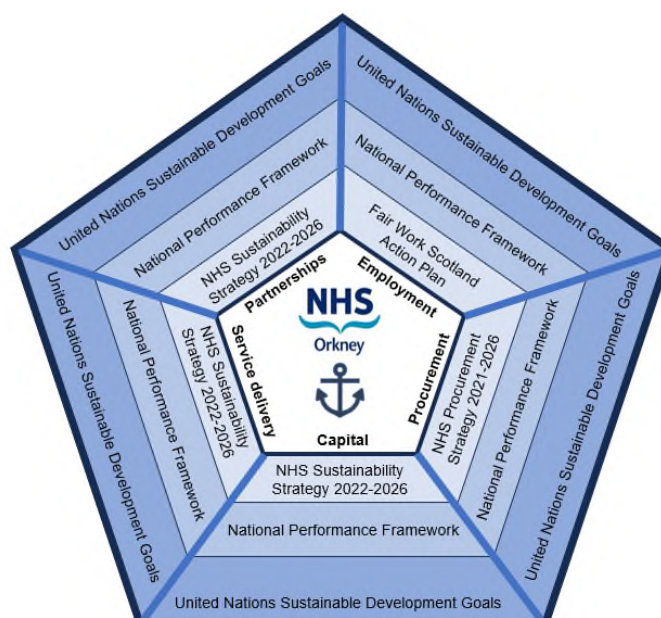 United Nations Sustainable Development Goals
National Performance Framework
NHS Sustainability
Strategy 2022-2026
Partnerships
United Nations Sustainable Development Goals
National Performance Framework
Fair Work Scotland
Action Plan
Employment
NHS
Orkney
United Nations Sustainable Development Goals
National Performance Framework
NHS Sustainability
Strategy 2022-2026
Service delivery
Procurement
NHS Procurement
Strategy 2021-2026
National Performance Framework
United Nations Sustainable Development Goals
Capital
NHS Sustainability
Strategy 2022-2026
National Performance Framework
United Nations Sustainable Development Goals